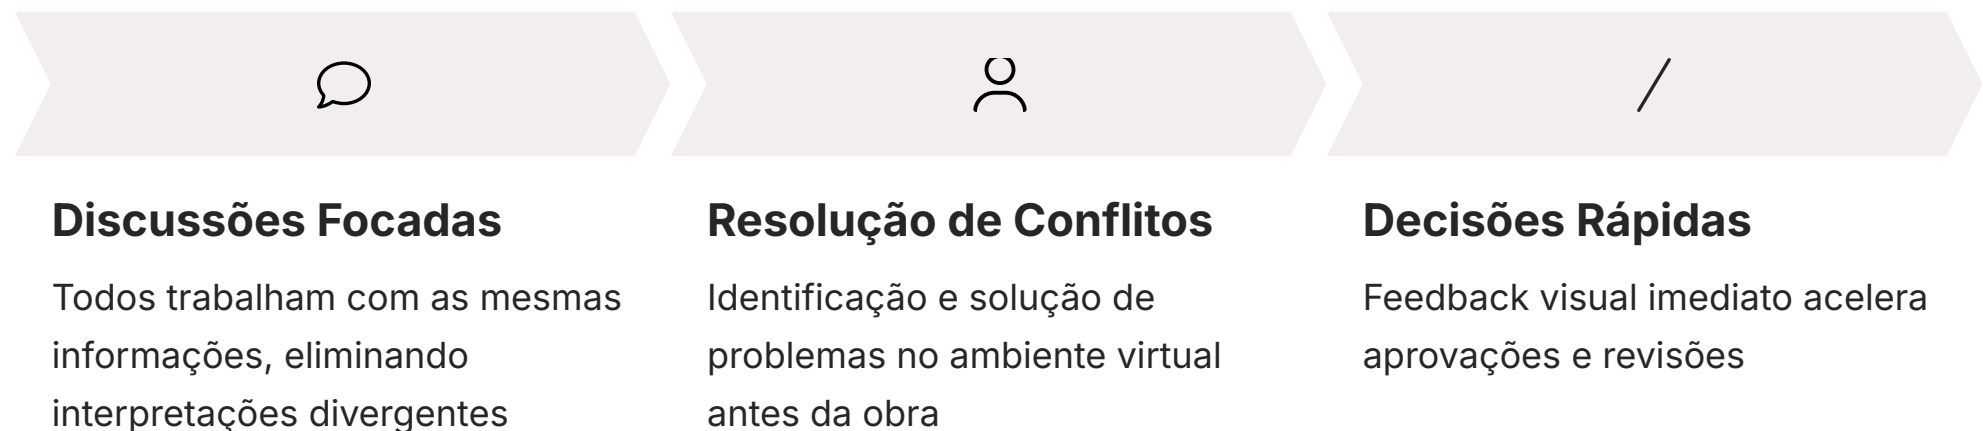 Discussões Focadas
Todos trabalham com as mesmas
informações, eliminando
interpretações divergentes
Resolução de Conflitos
Identificação e solução de
problemas no ambiente virtual
antes da obra
Decisões Rápidas
Feedback visual imediato acelera
aprovações e revisões